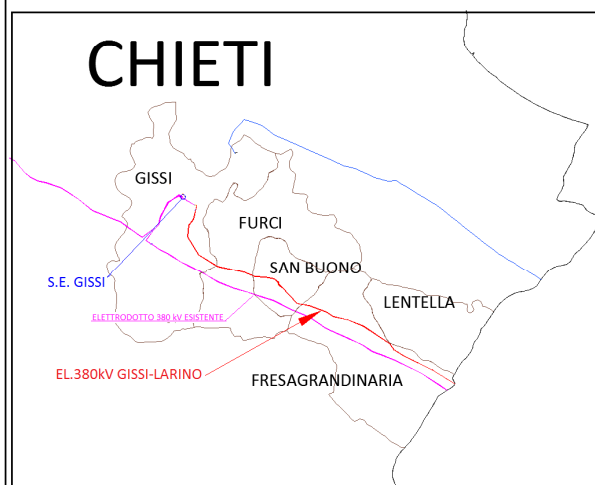 CHIETI
GISSI
FURCI
SAN BUONO
S.E. GISSI
LENTELLA
ELETTRODOTTO 380 kV ESISTENTE
EL.380kV GISSI-LARINO
FRESAGRANDINARIA